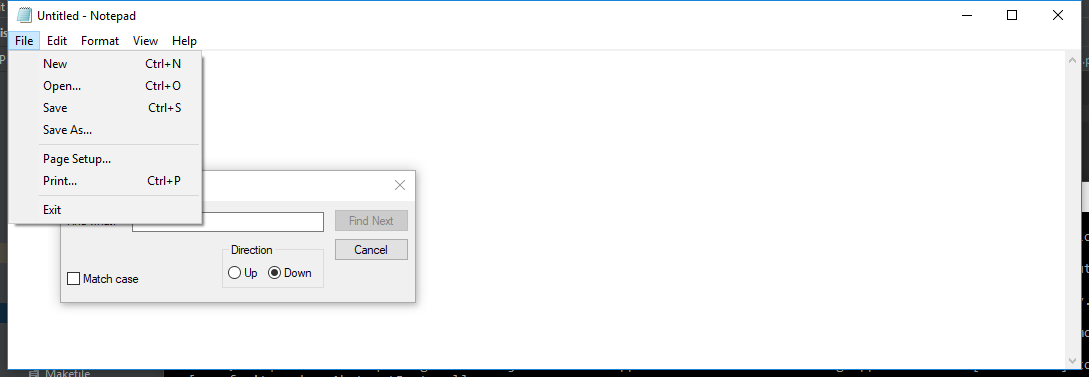 Untitled - Notepad
File Edit Format View Help
New Ctrl+N
Open... Ctrl+O
Save Ctrl+S
Save As...
Page Setup...
Print... Ctrl+P
Exit
Find Next
Cancel
Direction
Up Down
Match case
Makefile